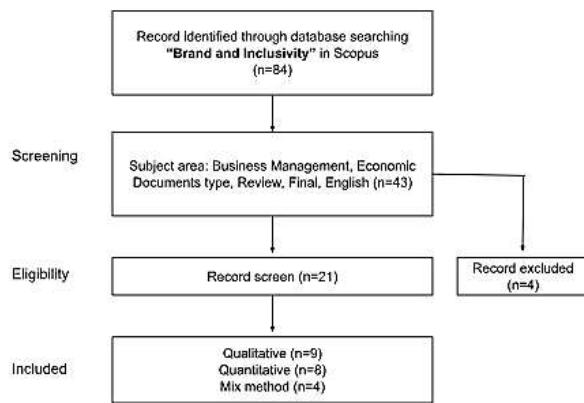 Record Identified through database searching
“Brand and Inclusivity” in Scopus
(n=84)
Screening
Subject area: Business Management, Economic
Documents type, Review, Final, English (n=43)
Eligibility
Record screen (n=21)
Record excluded
(n=4)
Included
Qualitative (n=9)
Quantitative (n=8)
Mix method (n=4)